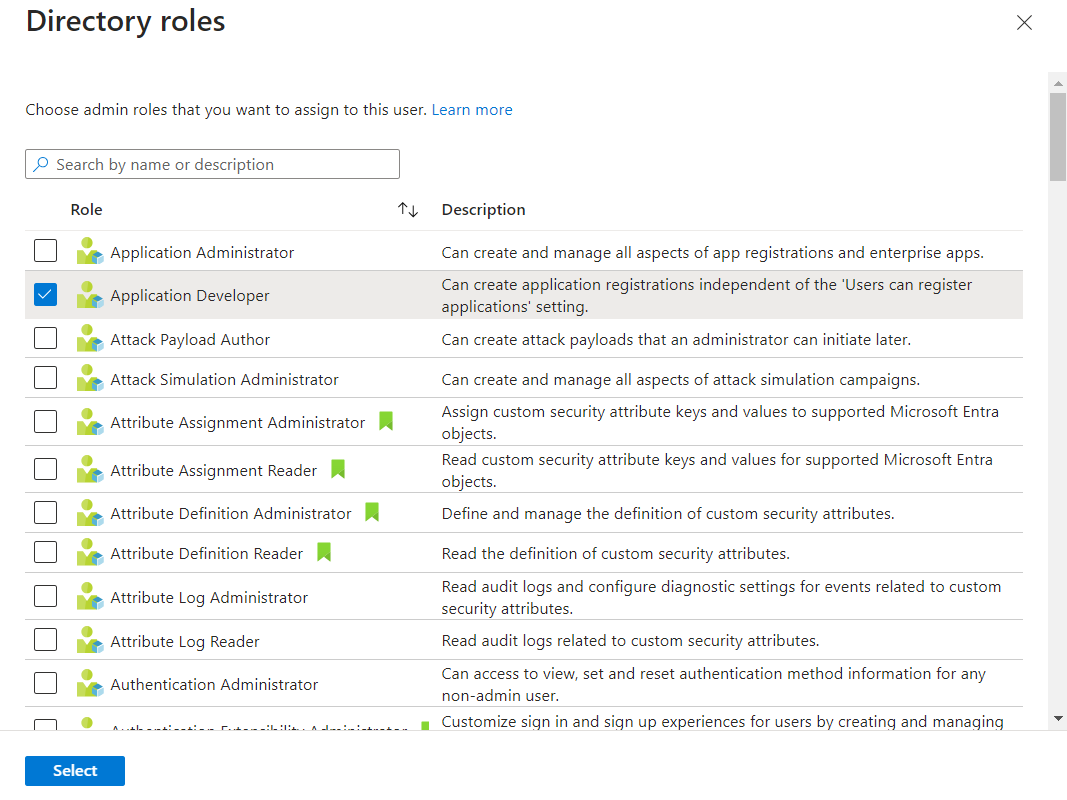 Directory roles
Choose admin roles that you want to assign to this user. Learn more
Search by name or description
Role Description
Application Administrator Can create and manage all aspects of app registrations and enterprise apps.
Application Developer Can create application registrations independent of the 'Users can register
applications' setting.
Attack Payload Author Can create attack payloads that an administrator can initiate later.
Attack Simulation Administrator Can create and manage all aspects of attack simulation campaigns.
Attribute Assignment Administrator Assign custom security attribute keys and values to supported Microsoft Entra
objects.
Attribute Assignment Reader Read custom security attribute keys and values for supported Microsoft Entra
objects.
Attribute Definition Administrator Define and manage the definition of custom security attributes.
Attribute Definition Reader Read the definition of custom security attributes.
Attribute Log Administrator Read audit logs and configure diagnostic settings for events related to custom
security attributes.
Attribute Log Reader Read audit logs related to custom security attributes.
Authentication Administrator Can access to view, set and reset authentication method information for any
non-admin user.
Authentication Extensibility Administrator Customize sign in and sign up experiences for users by creating and managing
Select